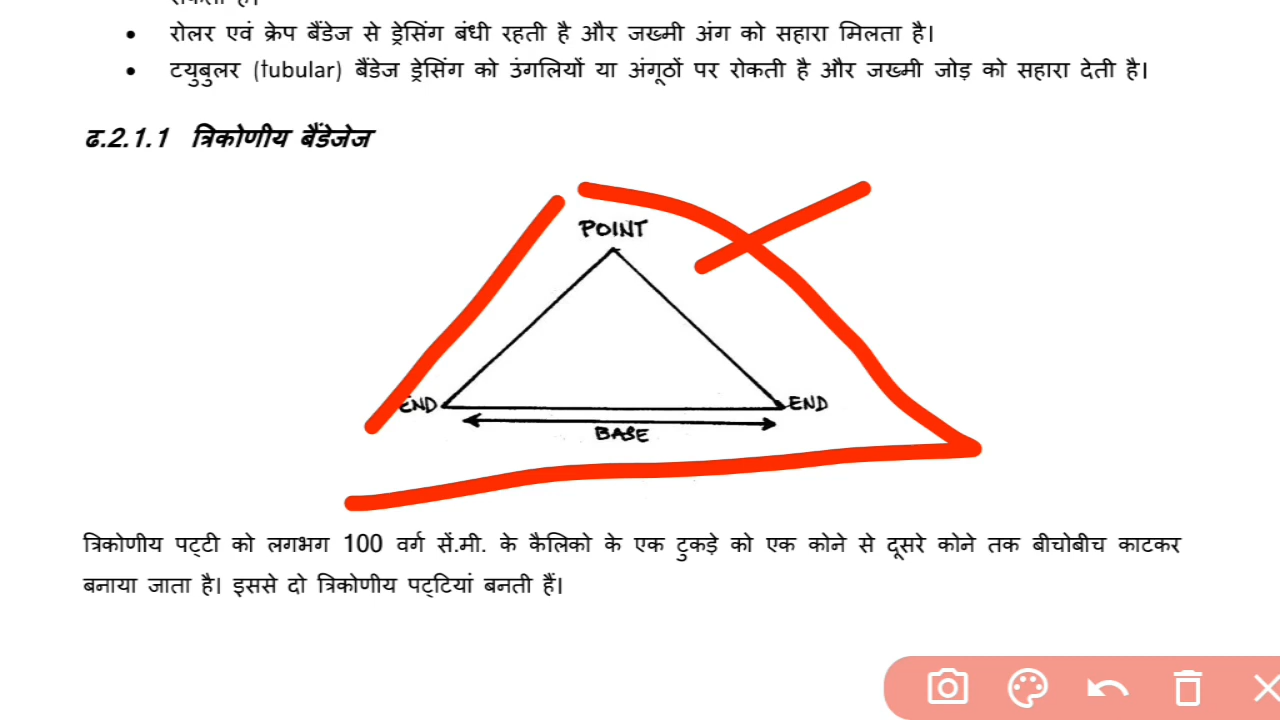 • रोलर एवं क्रेप बैंडेज से ड्रेसिंग बंधी रहती है और जख्मी अंग को सहारा मिलता है।
• टयुबुलर (tubular) बैंडेज ड्रेसिंग को उंगलियों या अंगूठों पर रोकती है और जख्मी जोड़ को सहारा देती है।
ढ.2.1.1 त्रिकोणीय बैंडेजेज
POINT
END
END
BASE
त्रिकोणीय पट्टी को लगभग 100 वर्ग सें.मी. के कैलिको के एक टुकड़े को एक कोने से दूसरे कोने तक बीचोबीच काटकर
बनाया जाता है। इससे दो त्रिकोणीय पट्टियां बनती हैं।